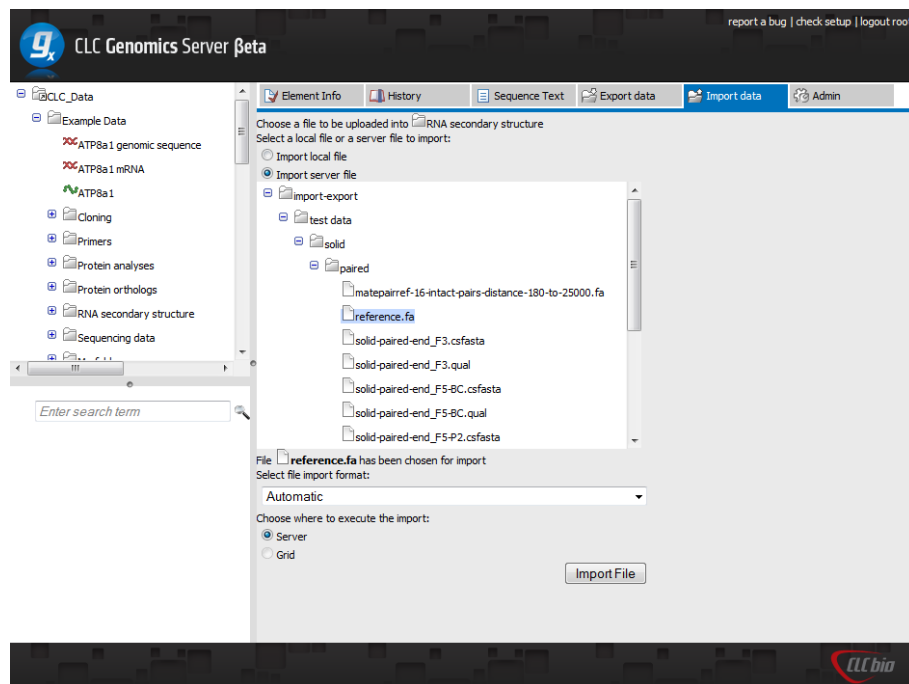 report a bug | check setup | logout root
CLC Genomics Server βeta
CLC_Data
Example Data
ATP8a1 genomic sequence
ATP8a1 mRNA
ATP8a1
Cloning
Primers
Protein analyses
Protein orthologs
RNA secondary structure
Sequencing data
Enter search term
Element Info
History
Sequence Text
Export data
Import data
Admin
Choose a file to be uploaded into RNA secondary structure
Select a local file or a server file to import:
Import local file
Import server file
import-export
test data
solid
paired
matepairref-16-intact-pairs-distance-180-to-25000.fa
reference.fa
solid-paired-end_F3.csfasta
solid-paired-end_F3.qual
solid-paired-end_F5-BC.csfasta
solid-paired-end_F5-BC.qual
solid-paired-end_F5-P2.csfasta
File reference.fa has been chosen for import
Select file import format:
Automatic
Choose where to execute the import:
Server
Grid
Import File
CLC bio